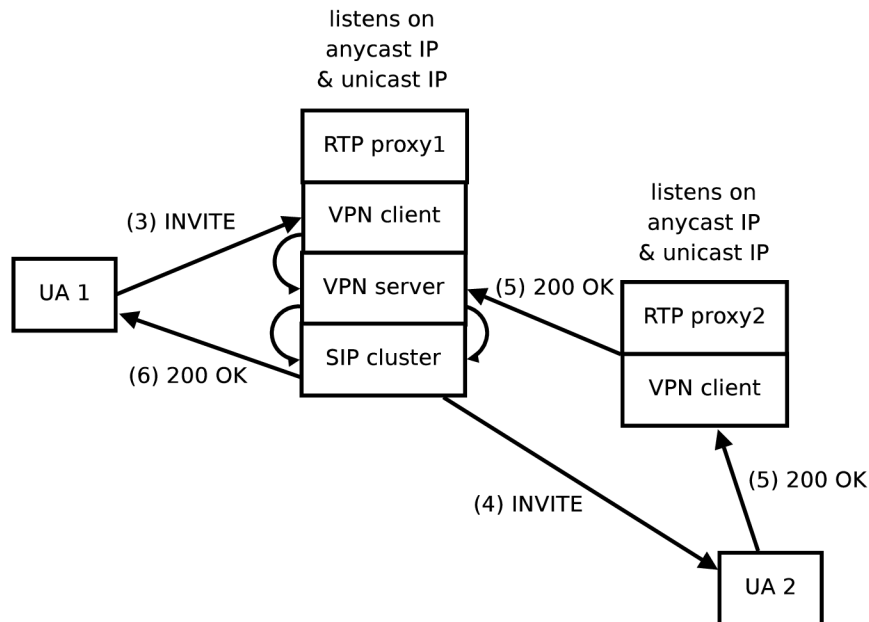 listens on
anycast IP
& unicast IP
RTP proxy1
VPN client
VPN server
SIP cluster
(3) INVITE
UA 1
(6) 200 OK
listens on
anycast IP
& unicast IP
(5) 200 OK
RTP proxy2
VPN client
(4) INVITE
(5) 200 OK
UA 2